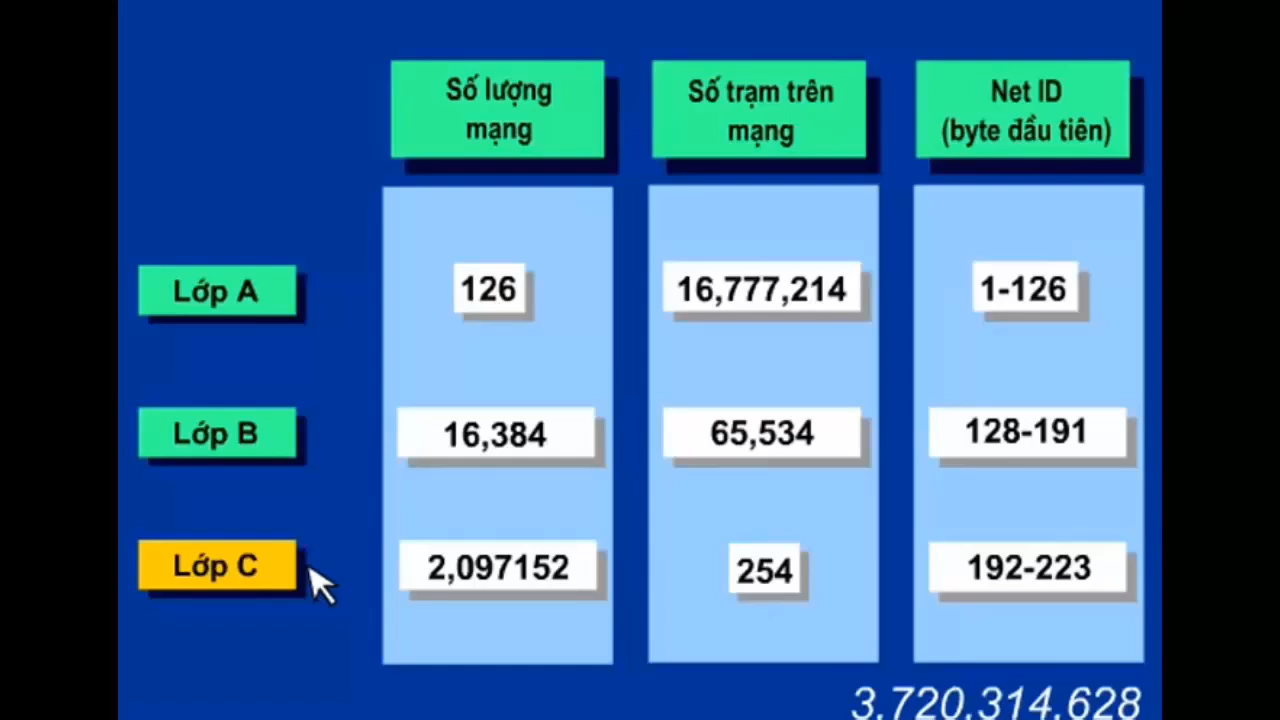 Số lượng
mạng
Số trạm trên
mạng
Net ID
(byte đầu tiên)
Lớp A
126
16,777,214
1-126
Lớp B
16,384
65,534
128-191
Lớp C
2,097152
254
192-223
3,720,314,628